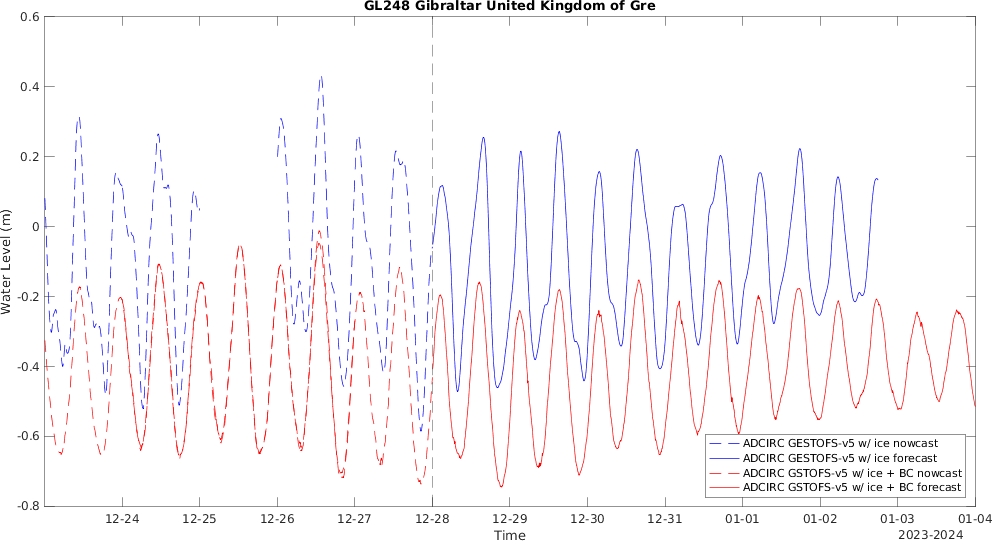 GL248 Gibraltar United Kingdom of Gre
0.6
0.4
0.2
0
-0.2
-0.4
-0.6
-0.8
Water Level (m)
12-24 12-25 12-26 12-27 12-28 12-29 12-30 12-31 01-01 01-02 01-03 01-04
Time
2023-2024
ADCIRC GESTOFS-v5 w/ ice nowcast
ADCIRC GESTOFS-v5 w/ ice forecast
ADCIRC GSTOFS-v5 w/ ice + BC nowcast
ADCIRC GSTOFS-v5 w/ ice + BC forecast